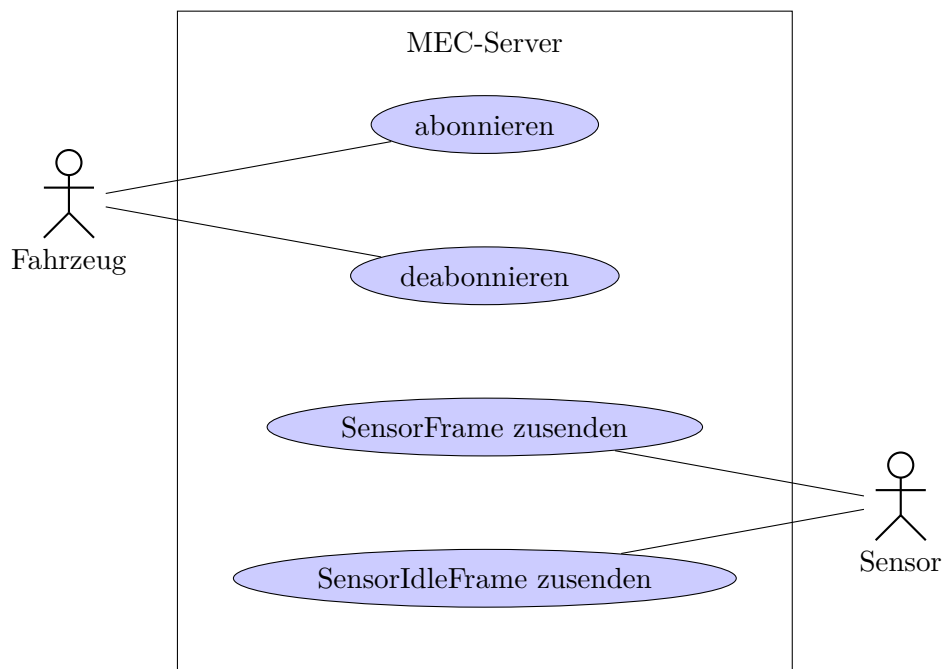 MEC-Server
abonnieren
Fahrzeug
deabonnieren
SensorFrame zusenden
Sensor
SensorIdleFrame zusenden